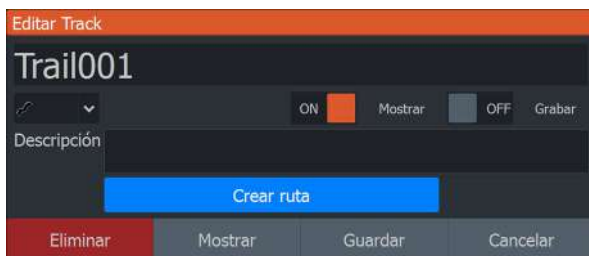 Editar Track
Trail001
ON Mostrar OFF Grabar
Descripción
Crear ruta
Eliminar Mostrar Guardar Cancelar